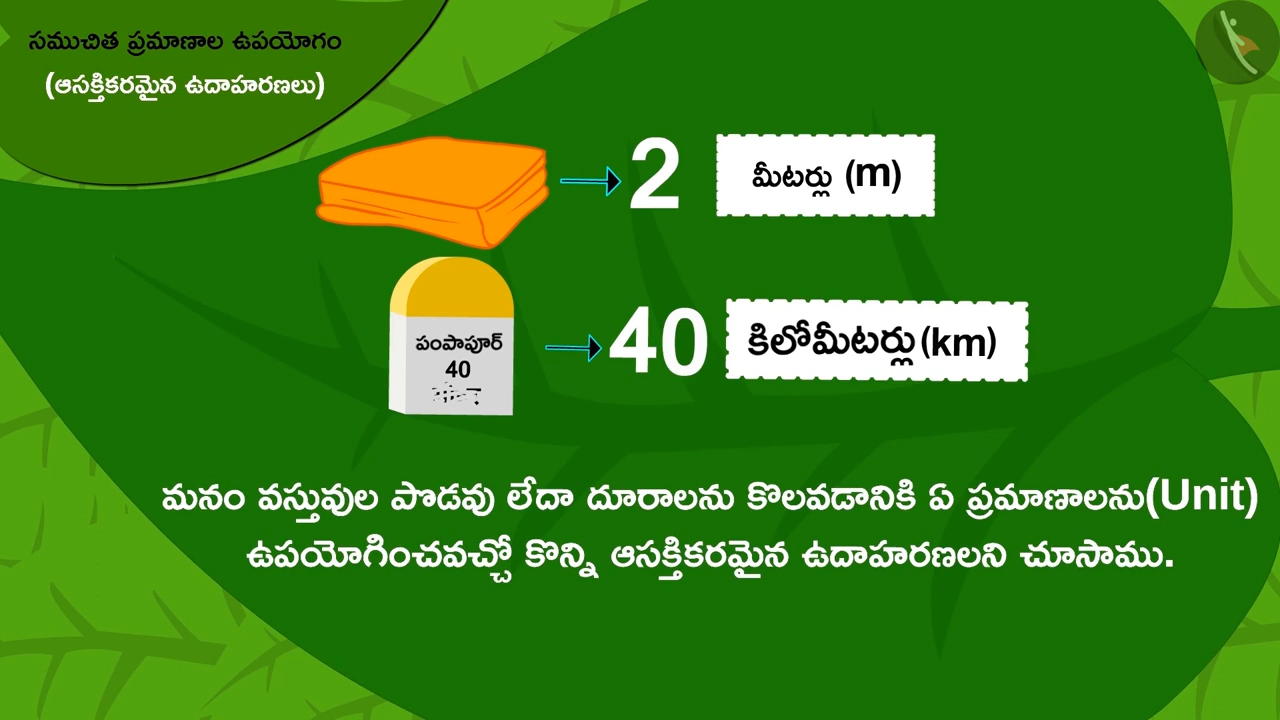 సముచిత ప్రమాణాల ఉపయోగం
(ఆసక్తికరమైన ఉదాహరణలు)
2 మీటర్లు (m)
పంపాపూర్
40
40 కిలోమీటర్లు(km)
మనం వస్తువుల పొడవు లేదా దూరాలను కొలవడానికి ఏ ప్రమాణాలను(Unit)
ఉపయోగించవచ్చో కొన్ని ఆసక్తికరమైన ఉదాహరణలని చూసాము.